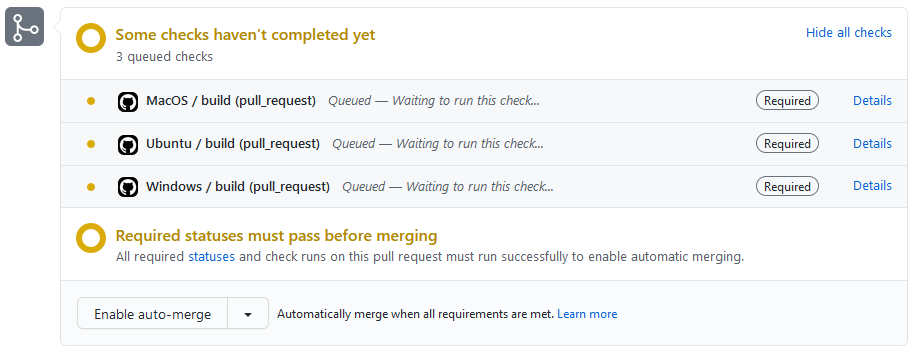 Some checks haven't completed yet
Hide all checks
3 queued checks
MacOS / build (pull_request) Queued — Waiting to run this check... Required Details
Ubuntu / build (pull_request) Queued — Waiting to run this check... Required Details
Windows / build (pull_request) Queued — Waiting to run this check... Required Details
Required statuses must pass before merging
All required statuses and check runs on this pull request must run successfully to enable automatic merging.
Enable auto-merge Automatically merge when all requirements are met. Learn more